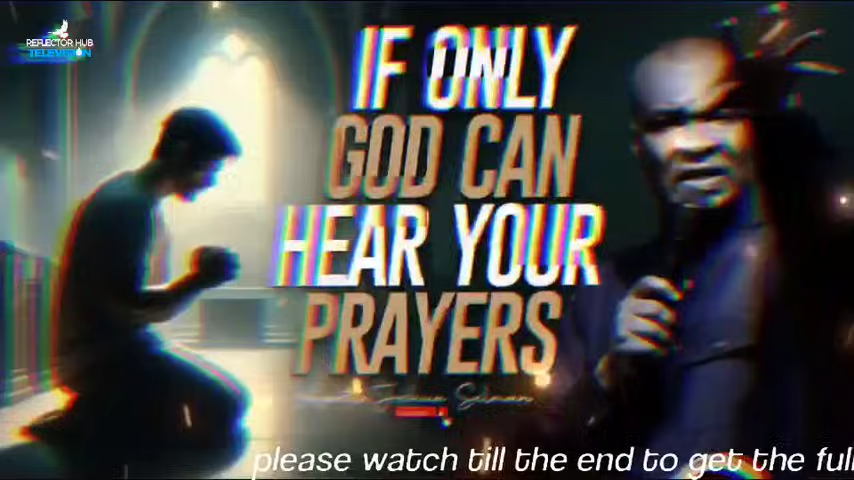 REFLECTOR HUB
TELEVISION
IF ONLY
GOD CAN
HEAR YOUR
PRAYERS
Selman
please watch till the end to get the full